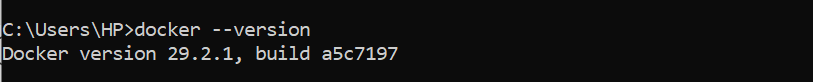 C:\Users\HP>docker --version
Docker version 29.2.1, build a5c7197